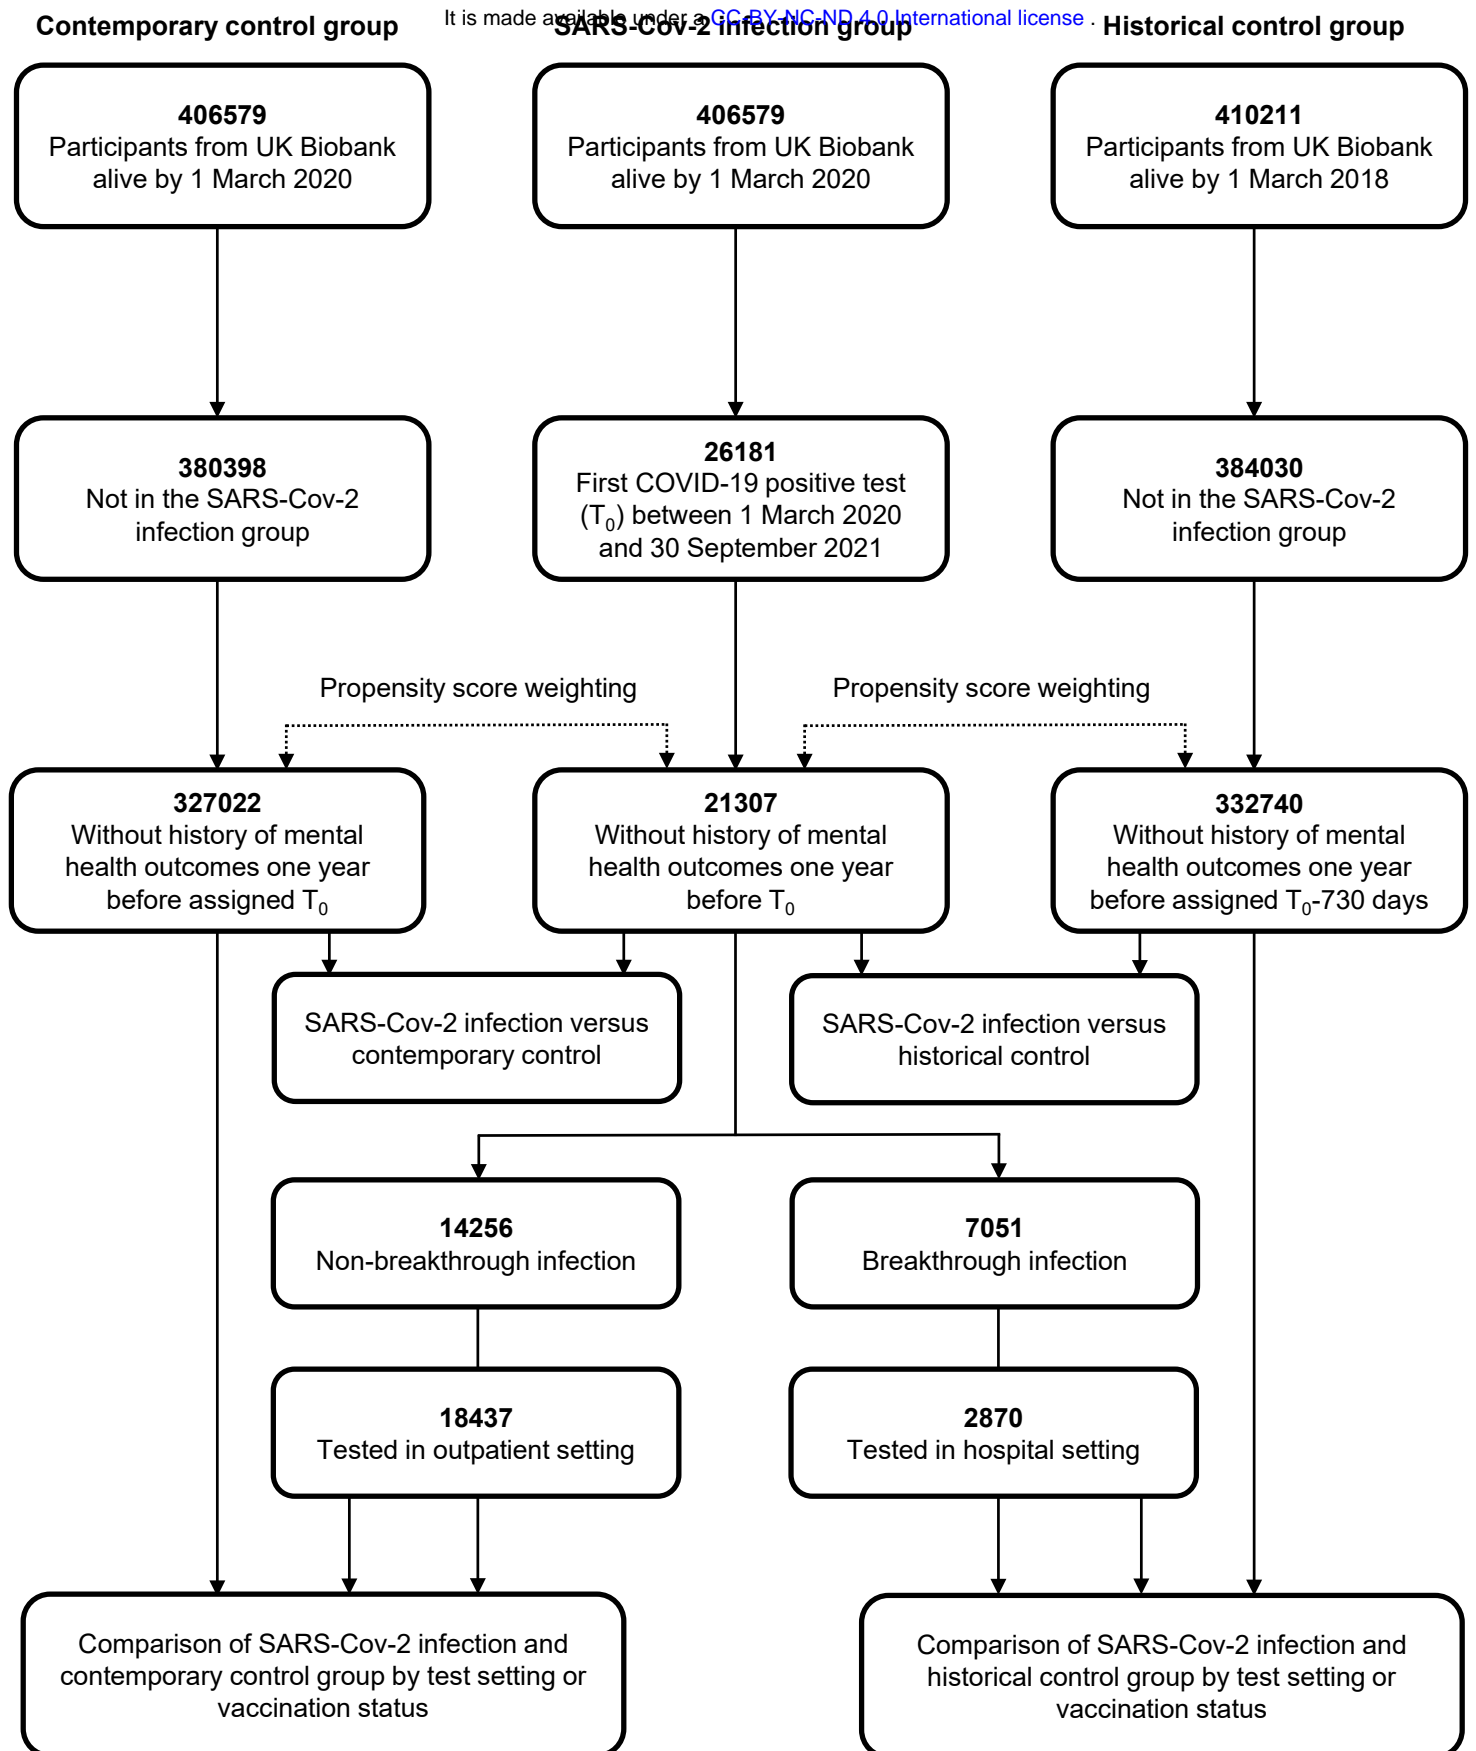 It is made available under a CC-BY-NC-ND 4.0 International license .
Contemporary control group
SARS-Cov-2 infection group
Historical control group
406579
Participants from UK Biobank
alive by 1 March 2020
406579
Participants from UK Biobank
alive by 1 March 2020
410211
Participants from UK Biobank
alive by 1 March 2018
380398
Not in the SARS-Cov-2
infection group
26181
First COVID-19 positive test
(T0) between 1 March 2020
and 30 September 2021
384030
Not in the SARS-Cov-2
infection group
Propensity score weighting
Propensity score weighting
327022
Without history of mental
health outcomes one year
before assigned T0
21307
Without history of mental
health outcomes one year
before T0
332740
Without history of mental
health outcomes one year
before assigned T0-730 days
SARS-Cov-2 infection versus
contemporary control
SARS-Cov-2 infection versus
historical control
14256
Non-breakthrough infection
7051
Breakthrough infection
18437
Tested in outpatient setting
2870
Tested in hospital setting
Comparison of SARS-Cov-2 infection and
contemporary control group by test setting or
vaccination status
Comparison of SARS-Cov-2 infection and
historical control group by test setting or
vaccination status